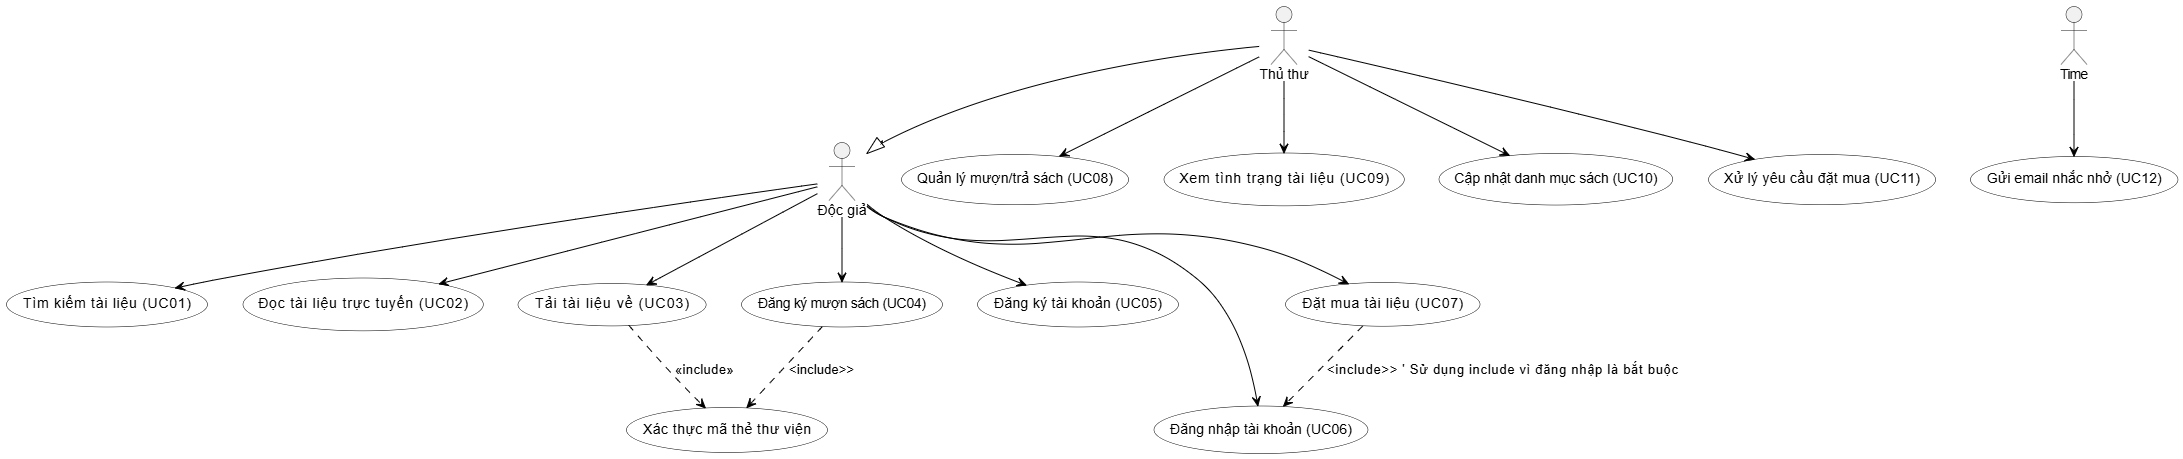 Thủ thư
Time
Quản lý mượn/trả sách (UC08)
Xem tình trạng tài liệu (UC09)
Cập nhật danh mục sách (UC10)
Xử lý yêu cầu đặt mua (UC11)
Gửi email nhắc nhở (UC12)
Độc giả
Tìm kiếm tài liệu (UC01)
Đọc tài liệu trực tuyến (UC02)
Tải tài liệu về (UC03)
Đăng ký mượn sách (UC04)
Đăng ký tài khoản (UC05)
Đặt mua tài liệu (UC07)
«include»
<include>>
<include>> ' Sử dụng include vì đăng nhập là bắt buộc
Xác thực mã thẻ thư viện
Đăng nhập tài khoản (UC06)